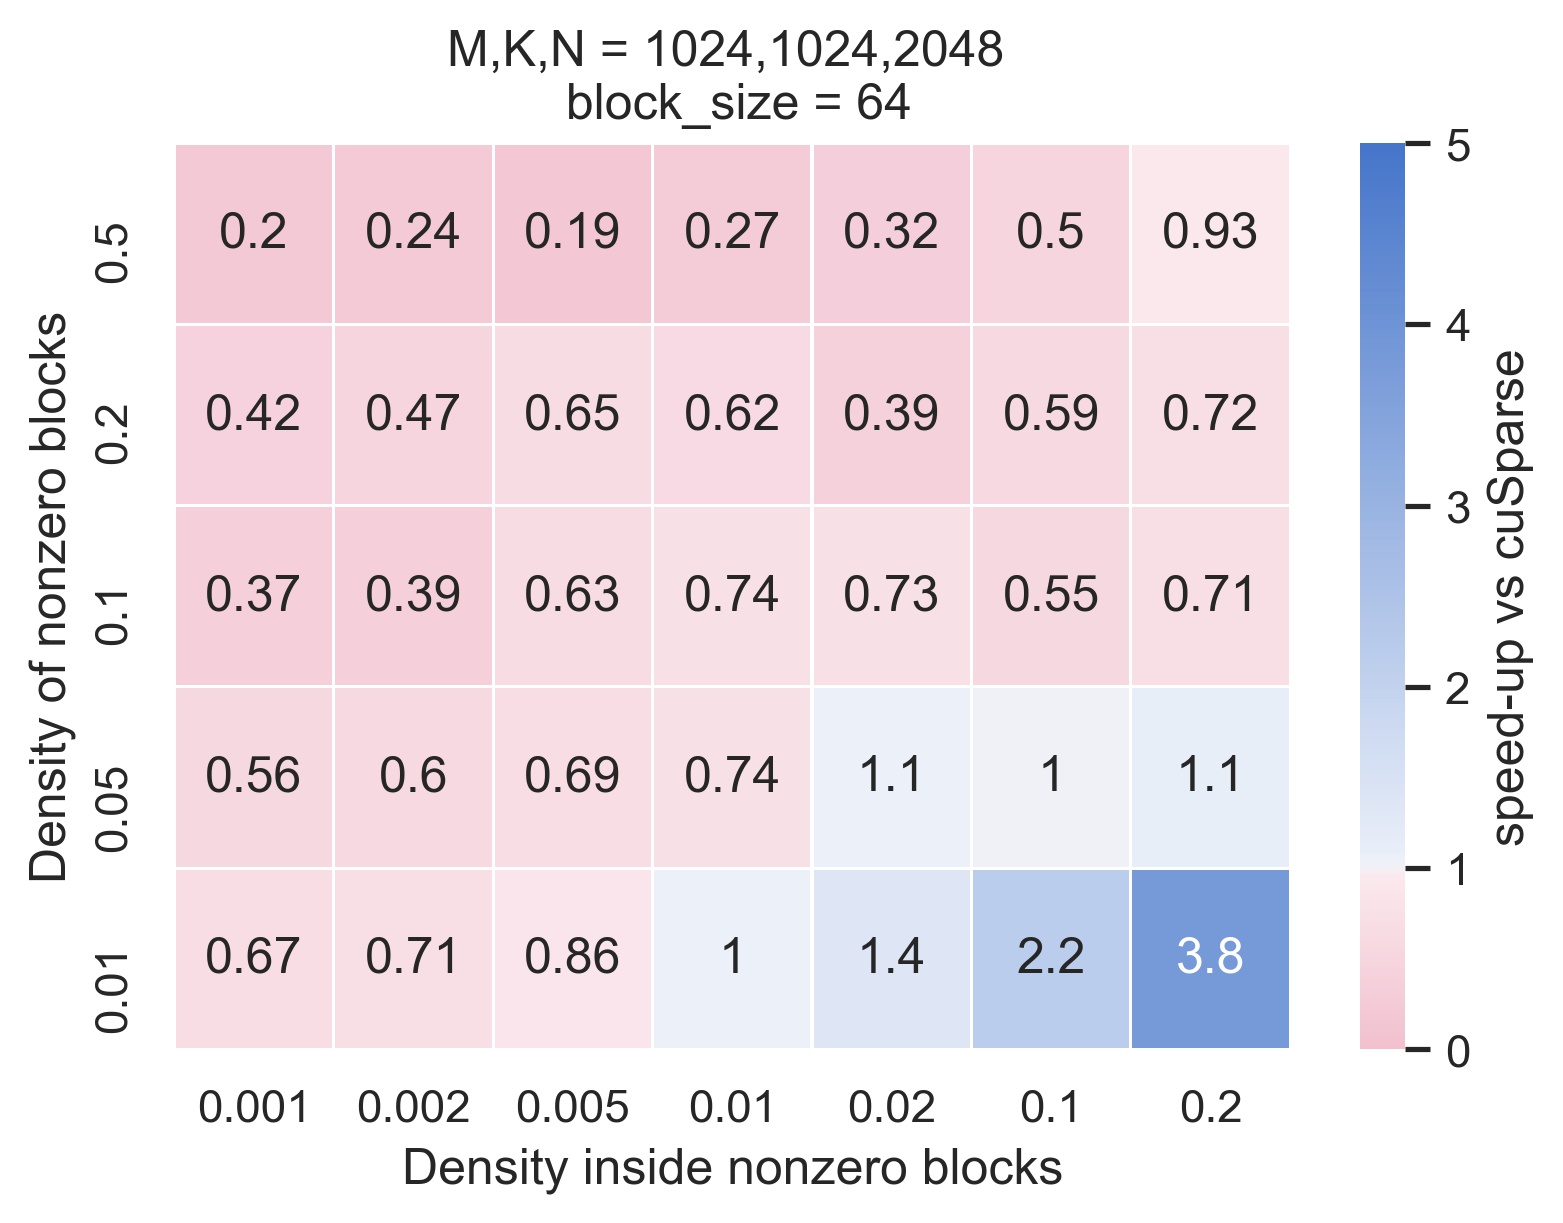 M,K,N = 1024,1024,2048
block_size = 64
Density of nonzero blocks
0.5 0.2 0.24 0.19 0.27 0.32 0.5 0.93
0.2 0.42 0.47 0.65 0.62 0.39 0.59 0.72
0.1 0.37 0.39 0.63 0.74 0.73 0.55 0.71
0.05 0.56 0.6 0.69 0.74 1.1 1 1.1
0.01 0.67 0.71 0.86 1 1.4 2.2 3.8
0.001 0.002 0.005 0.01 0.02 0.1 0.2
Density inside nonzero blocks
5
4
3
2
1
0
speed-up vs cuSparse